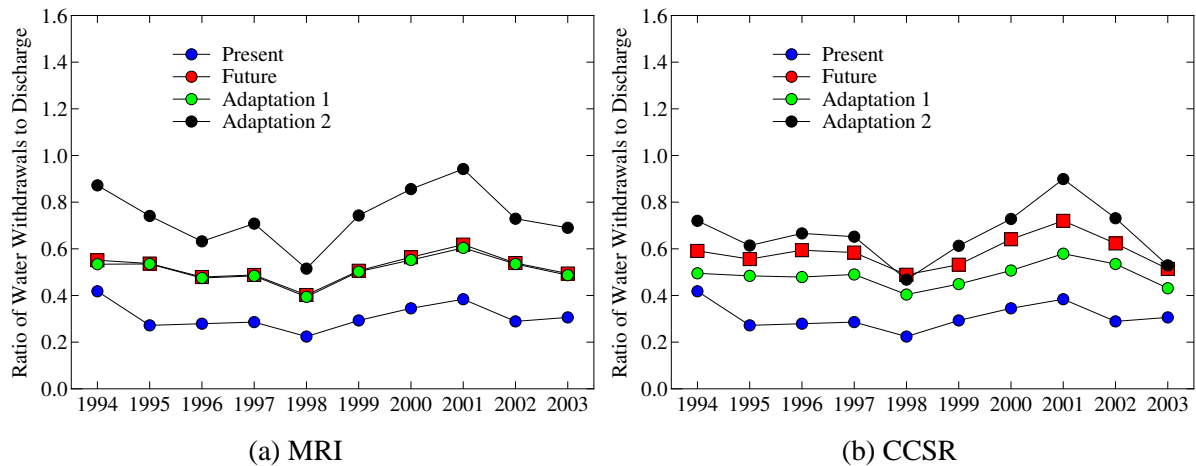 Ratio of Water Withdrawals to Discharge
1.6
1.4
1.2
1.0
0.8
0.6
0.4
0.2
0.0
Present
Future
Adaptation 1
Adaptation 2
1994 1995 1996 1997 1998 1999 2000 2001 2002 2003
(a) MRI
Ratio of Water Withdrawals to Discharge
1.6
1.4
1.2
1.0
0.8
0.6
0.4
0.2
0.0
Present
Future
Adaptation 1
Adaptation 2
1994 1995 1996 1997 1998 1999 2000 2001 2002 2003
(b) CCSR